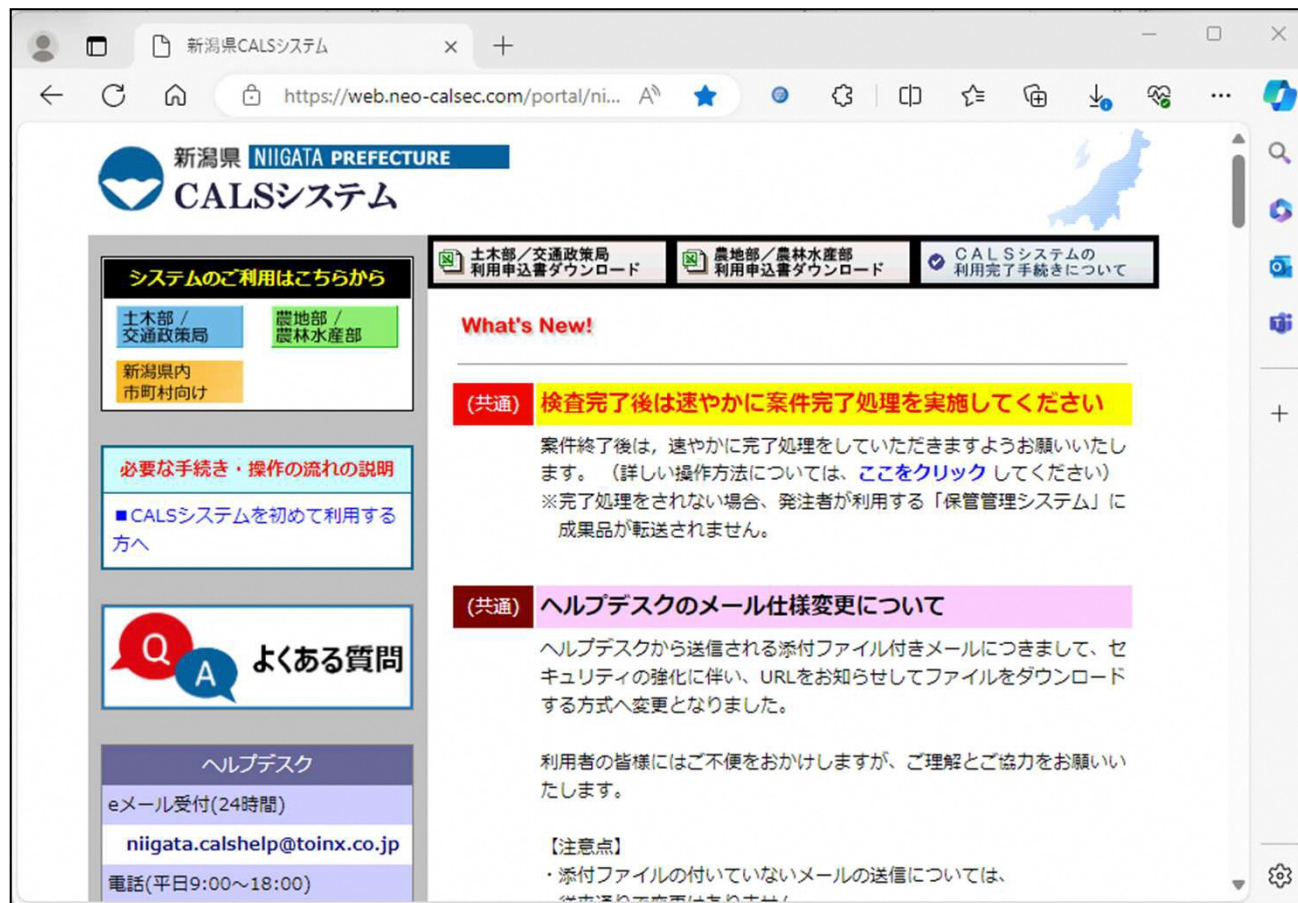 新潟県CALSシステム
https://web.neo-calsec.com/portal/ni...
新潟県 NIIGATA PREFECTURE
CALSシステム
システムのご利用はこちらから
土木部 /
交通政策局
農地部 /
農林水産部
新潟県内
市町村向け
必要な手続き・操作の流れの説明
■CALSシステムを初めて利用する
方へ
Q
A
よくある質問
ヘルプデスク
eメール受付(24時間)
niigata.calshelp@toinx.co.jp
電話(平日9:00~18:00)
土木部/交通政策局
利用申込書ダウンロード
農地部/農林水産部
利用申込書ダウンロード
CALSシステムの
利用完了手続きについて
What's New!
(共通) 検査完了後は速やかに案件完了処理を実施してください
案件終了後は，速やかに完了処理をしていただきますようお願いいたし
ます。（詳しい操作方法については、ここをクリック してください）
※完了処理をされない場合、発注者が利用する「保管管理システム」に
成果品が転送されません。
(共通) ヘルプデスクのメール仕様変更について
ヘルプデスクから送信される添付ファイル付きメールにつきまして、セ
キュリティの強化に伴い、URLをお知らせしてファイルをダウンロード
する方式へ変更となりました。
利用者の皆様にはご不便をおかけしますが、ご理解とご協力をお願いい
たします。
【注意点】
・添付ファイルの付いていないメールの送信については、